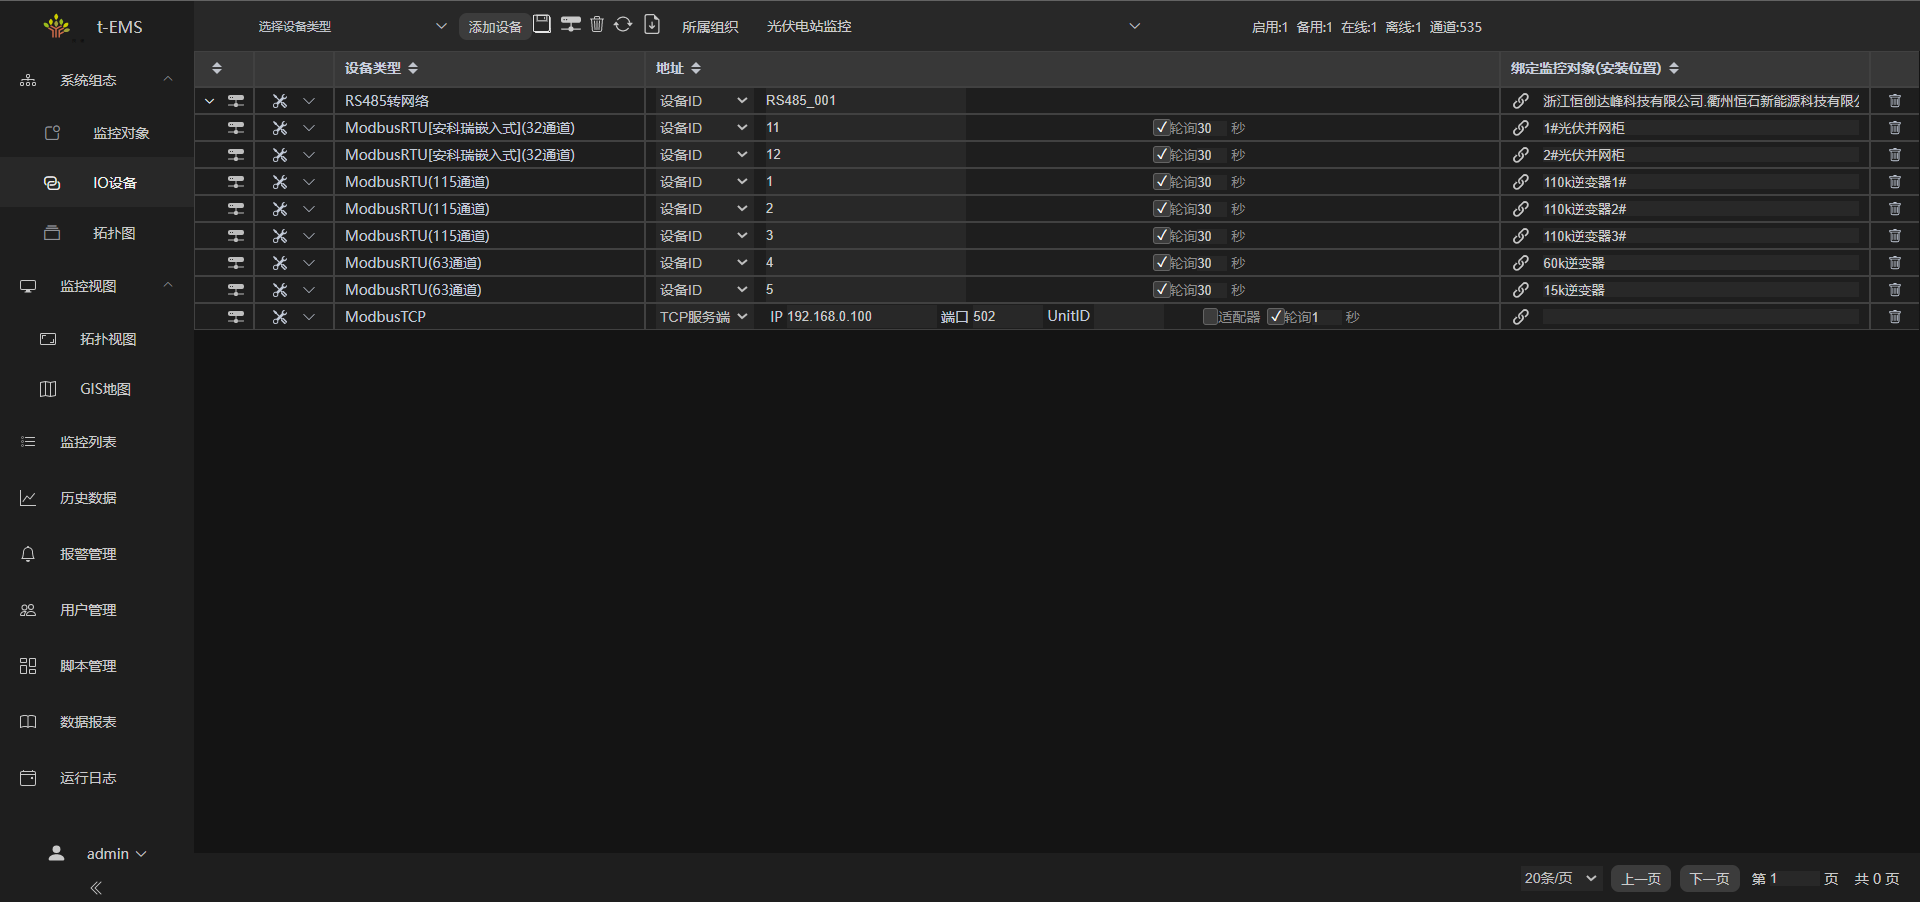 t-EMS
选择设备类型
添加设备
所属组织
光伏电站监控
启用:1 备用:1 在线:1 离线:1 通道:535
系统组态
监控对象
IO设备
拓扑图
监控视图
拓扑视图
GIS地图
监控列表
历史数据
报警管理
用户管理
脚本管理
数据报表
运行日志
admin
设备类型 地址 绑定监控对象(安装位置)
RS485转网络 设备ID RS485_001 浙江恒创达峰科技有限公司.衢州恒石新能源科技有限公
ModbusRTU[安科瑞嵌入式](32通道) 设备ID 11 轮询30 秒 1#光伏并网柜
ModbusRTU[安科瑞嵌入式](32通道) 设备ID 12 轮询30 秒 2#光伏并网柜
ModbusRTU(115通道) 设备ID 1 轮询30 秒 110k逆变器1#
ModbusRTU(115通道) 设备ID 2 轮询30 秒 110k逆变器2#
ModbusRTU(115通道) 设备ID 3 轮询30 秒 110k逆变器3#
ModbusRTU(63通道) 设备ID 4 轮询30 秒 60k逆变器
ModbusRTU(63通道) 设备ID 5 轮询30 秒 15k逆变器
ModbusTCP TCP服务端 IP 192.168.0.100 端口 502 UnitID 适配器 轮询1 秒
20条/页 上一页 下一页 第 1 页 共 0 页